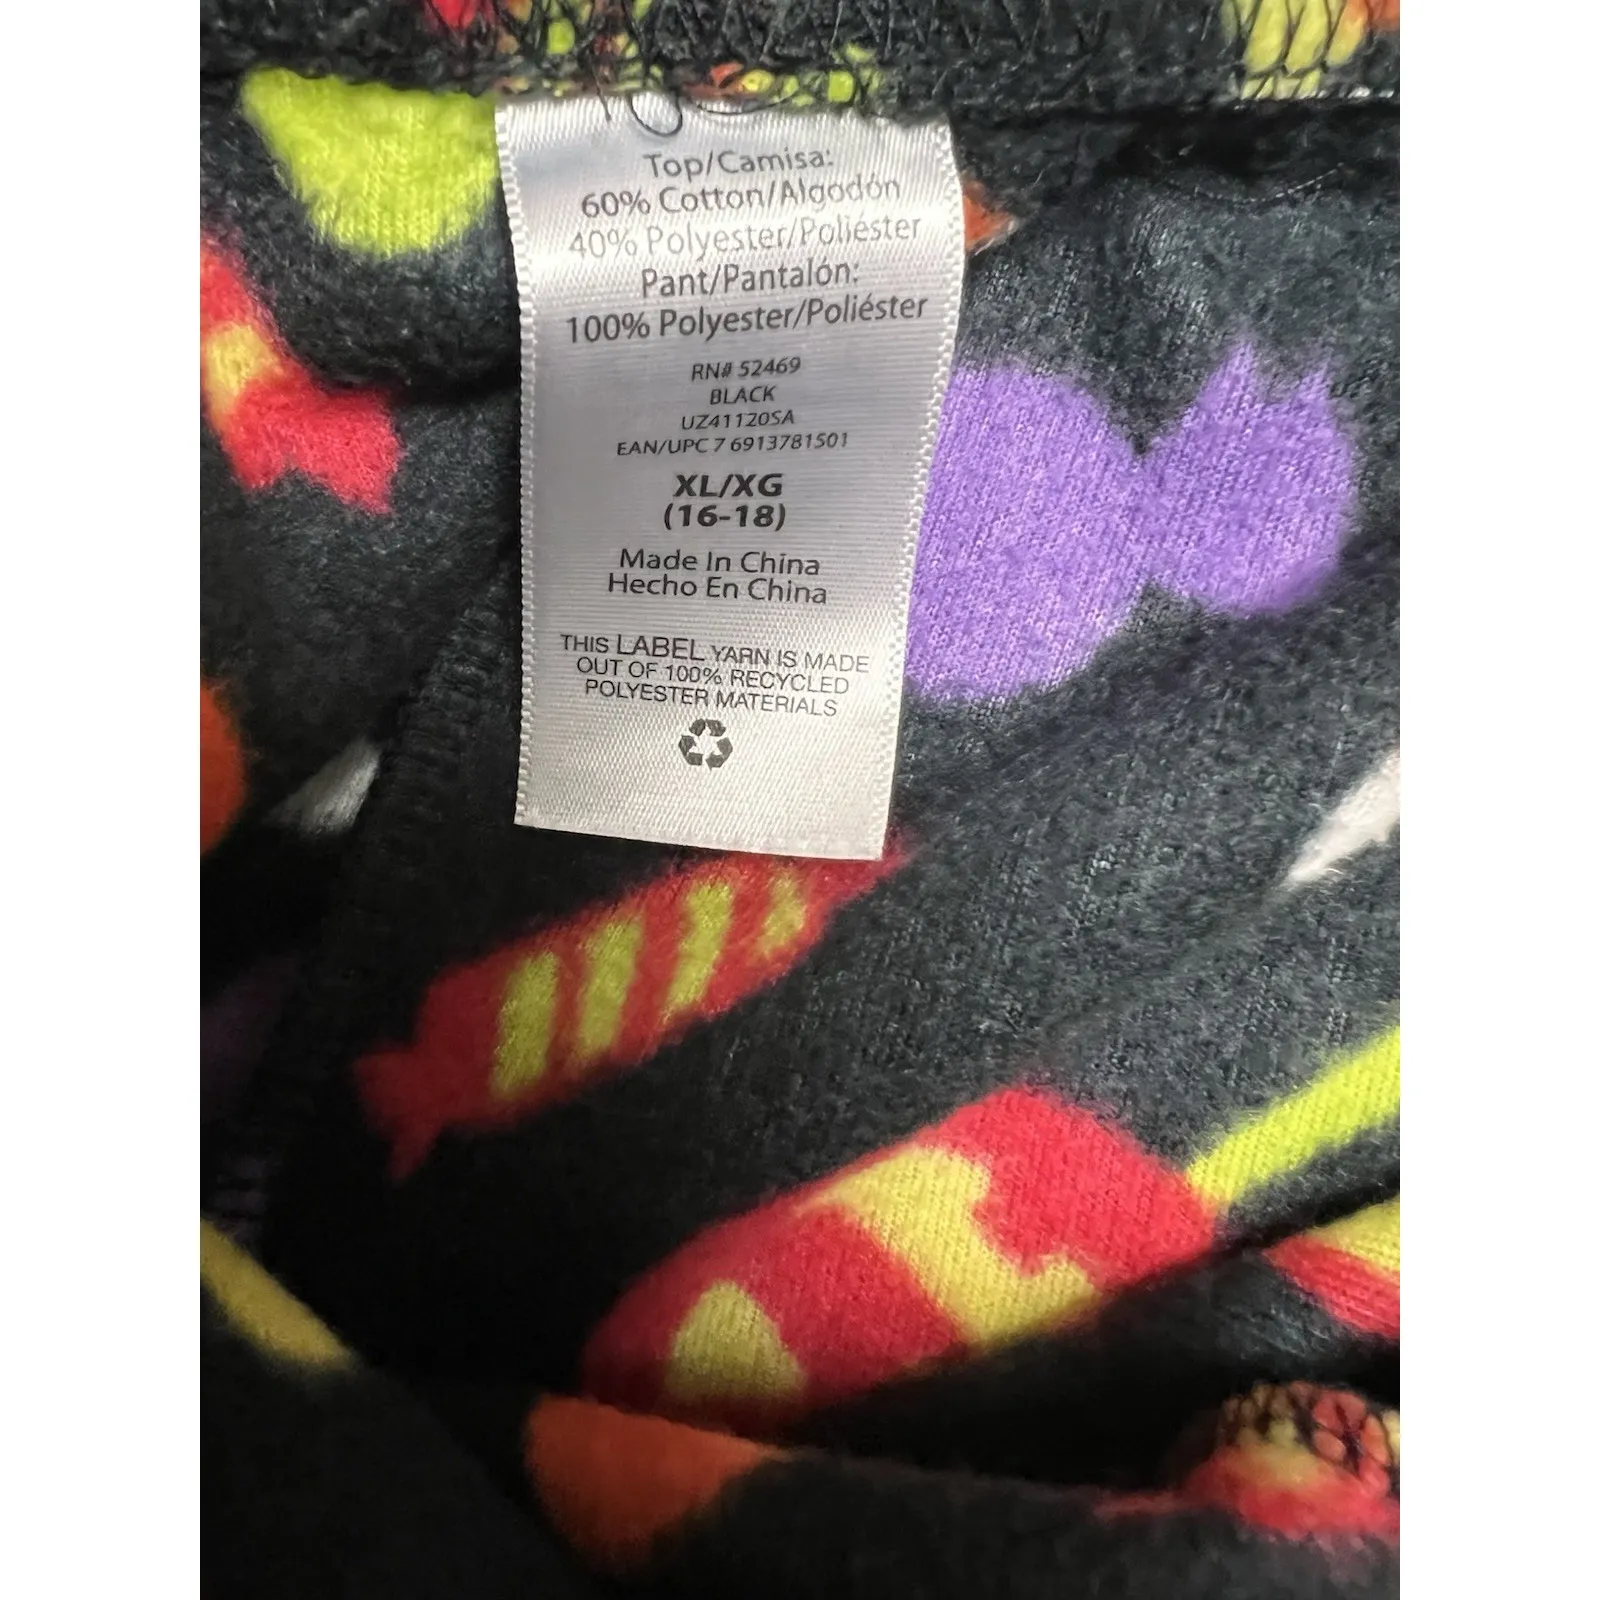 Top/Camisa:
60% Cotton/Algodón
40% Polyester/Poliéster
Pant/Pantalón:
100% Polyester/Poliéster
RN# 52469
BLACK
UZ41120SA
EAN/UPC 7 6913781501
XL/XG
(16-18)
Made In China
Hecho En China
THIS LABEL YARN IS MADE
OUT OF 100% RECYCLED
POLYESTER MATERIALS